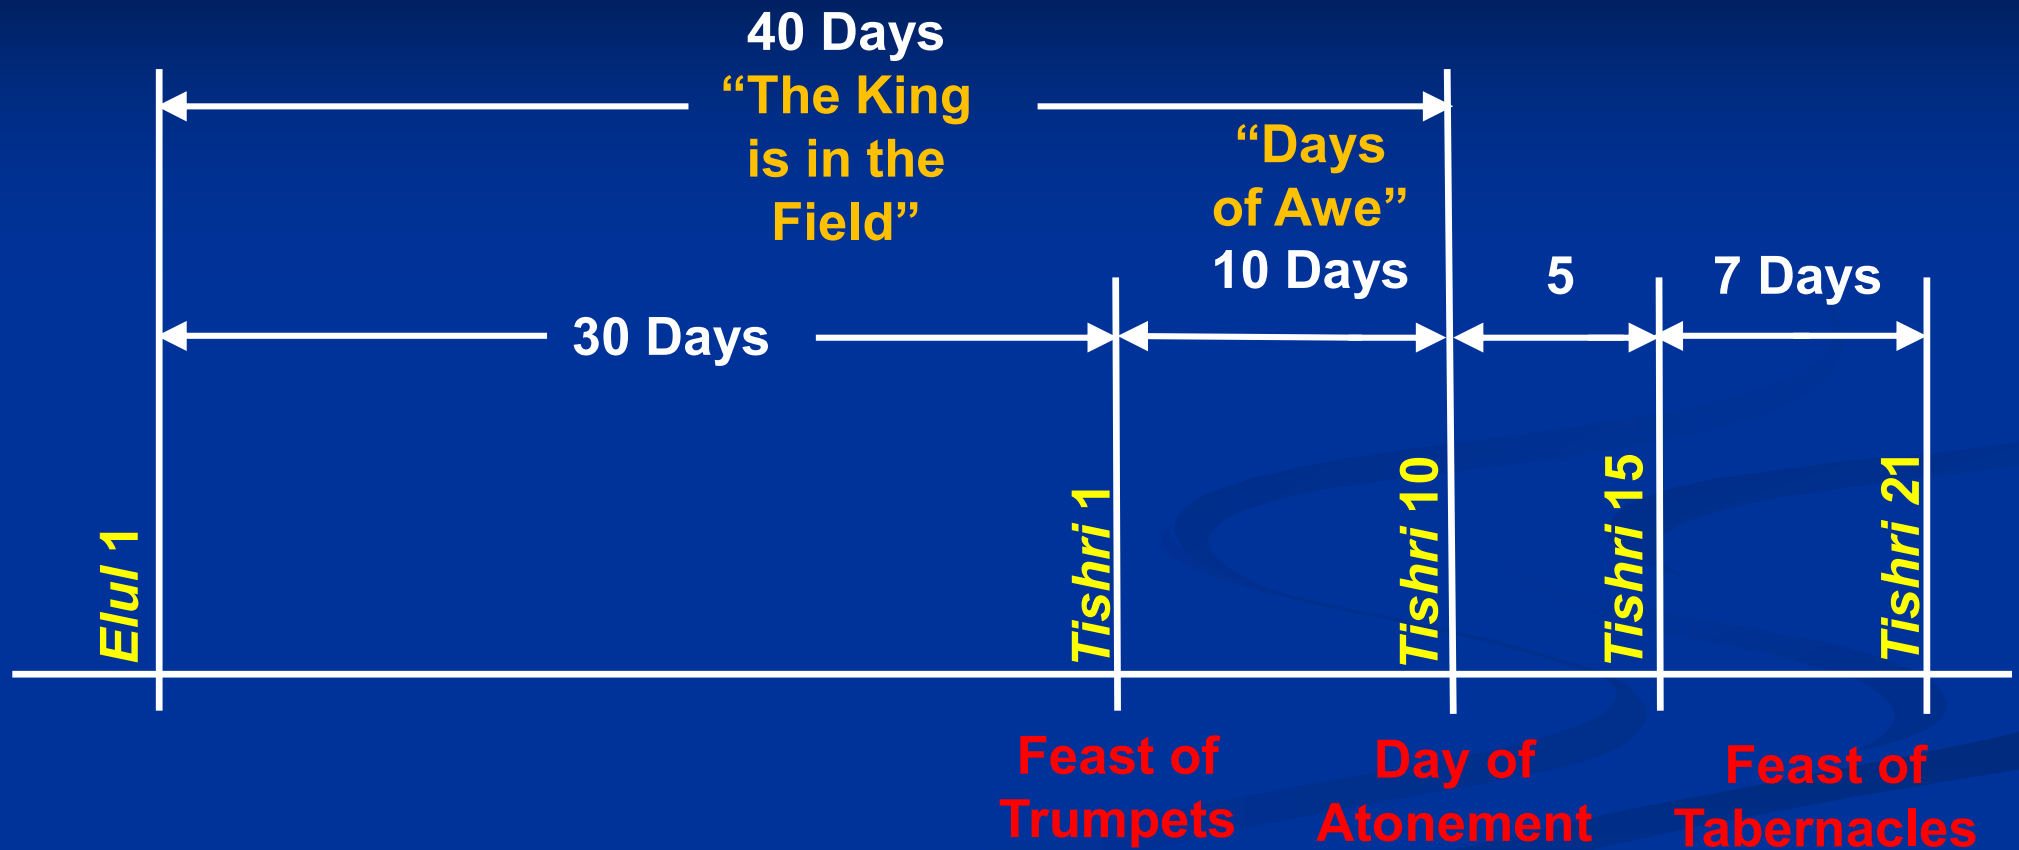 40 Days
“The King
is in the
Field”
“Days
of Awe”
10 Days
5
7 Days
30 Days
Elul 1
Tishri 1
Tishri 10
Tishri 15
Tishri 21
Feast of
Trumpets
Day of
Atonement
Feast of
Tabernacles